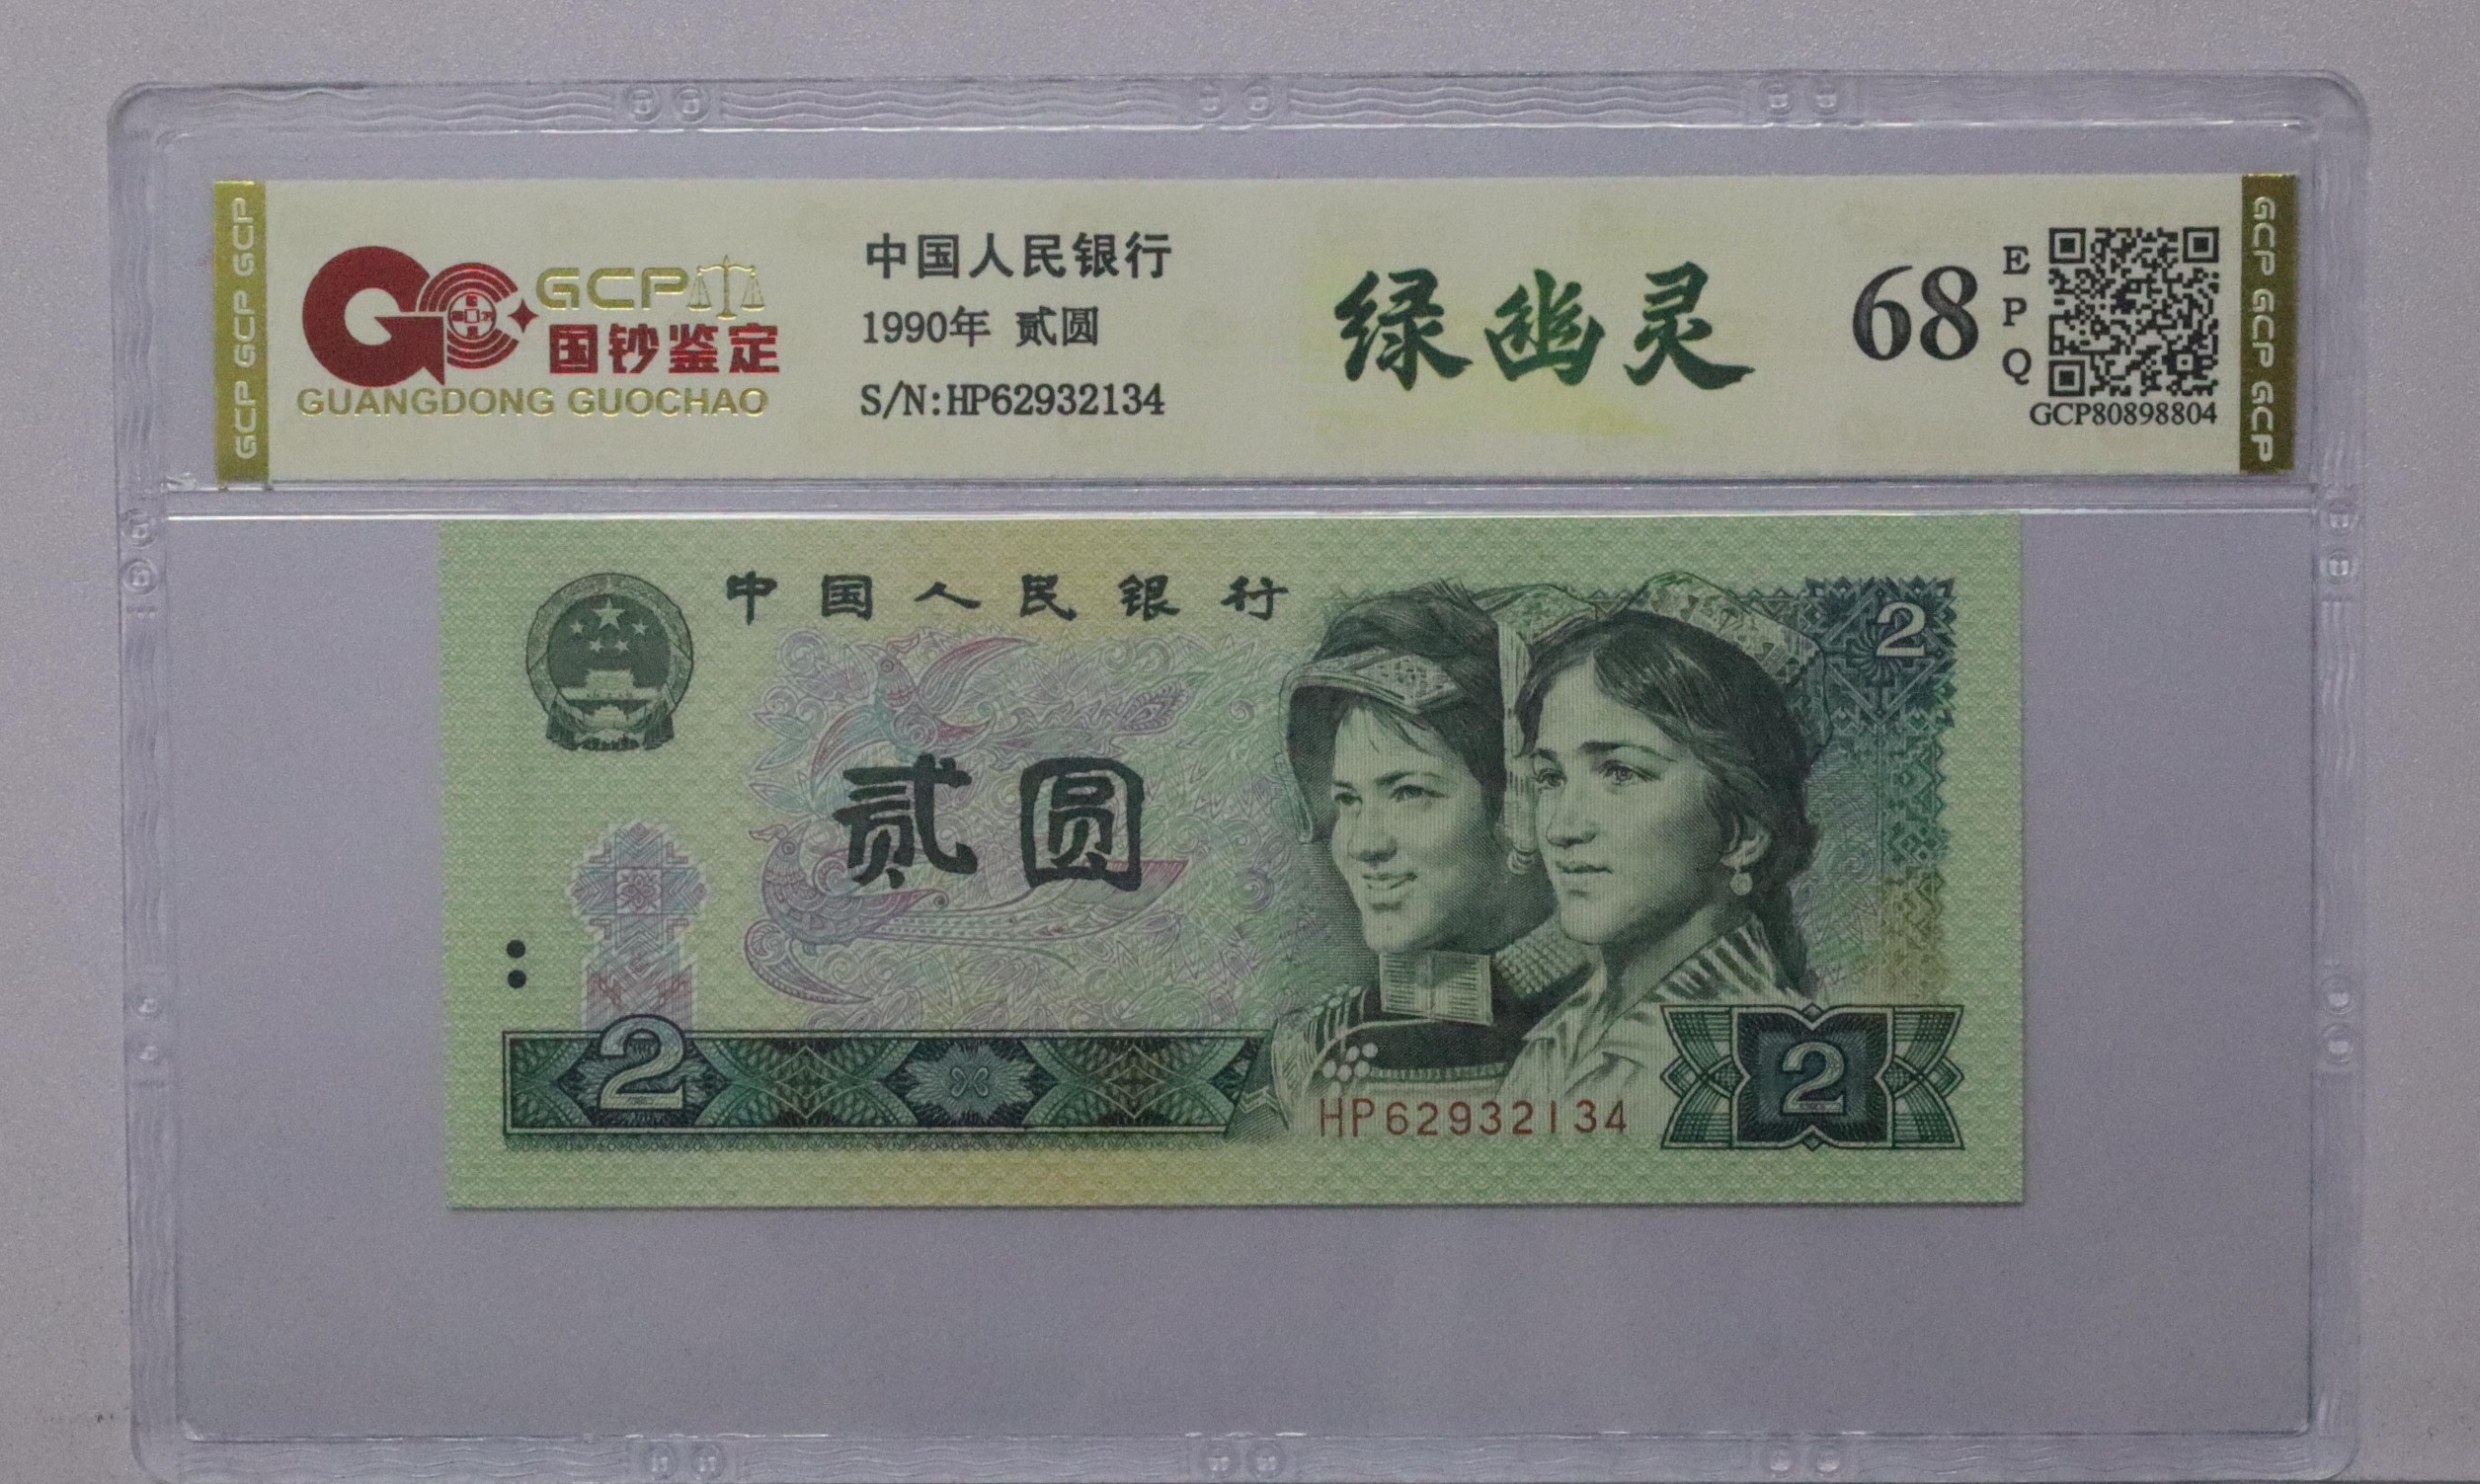 GCP GCP GCP
GCP
国钞鉴定
GUANGDONG GUOCHAO
中国人民银行
1990年 贰圆
S/N:HP62932134
绿幽灵
68
E
P
Q
GCP80898804
GCP GCP GCP
中国人民银行
2
贰圆
2
HP62932134
2